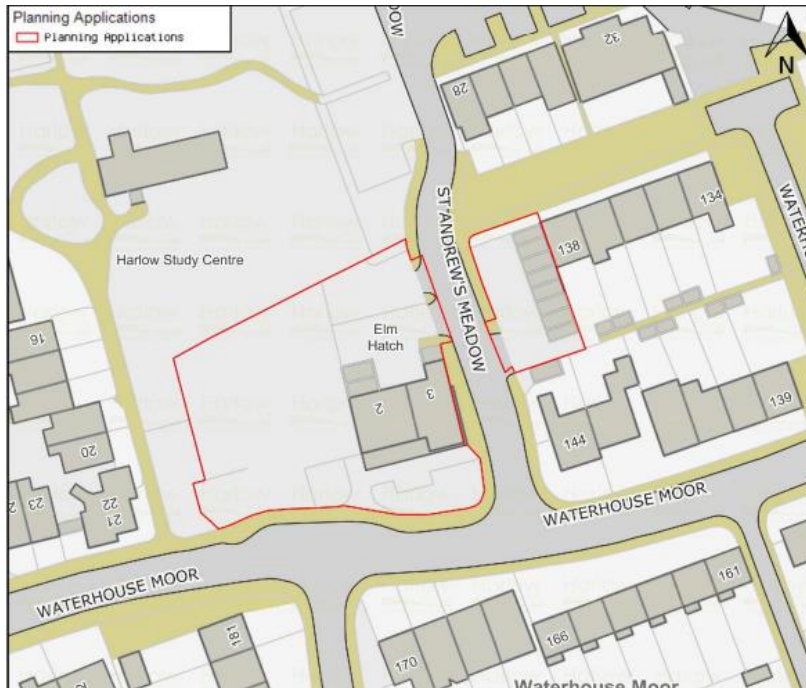 Planning Applications
Planning Applications
N
28
32
ST ANDREW'S MEADOW
138
134
Harlow Study Centre
Elm
Hatch
2
3
16
20
23
22
21
144
139
WATERHOUSE MOOR
WATERHOUSE MOOR
181
170
166
161
Waterhouse Moor